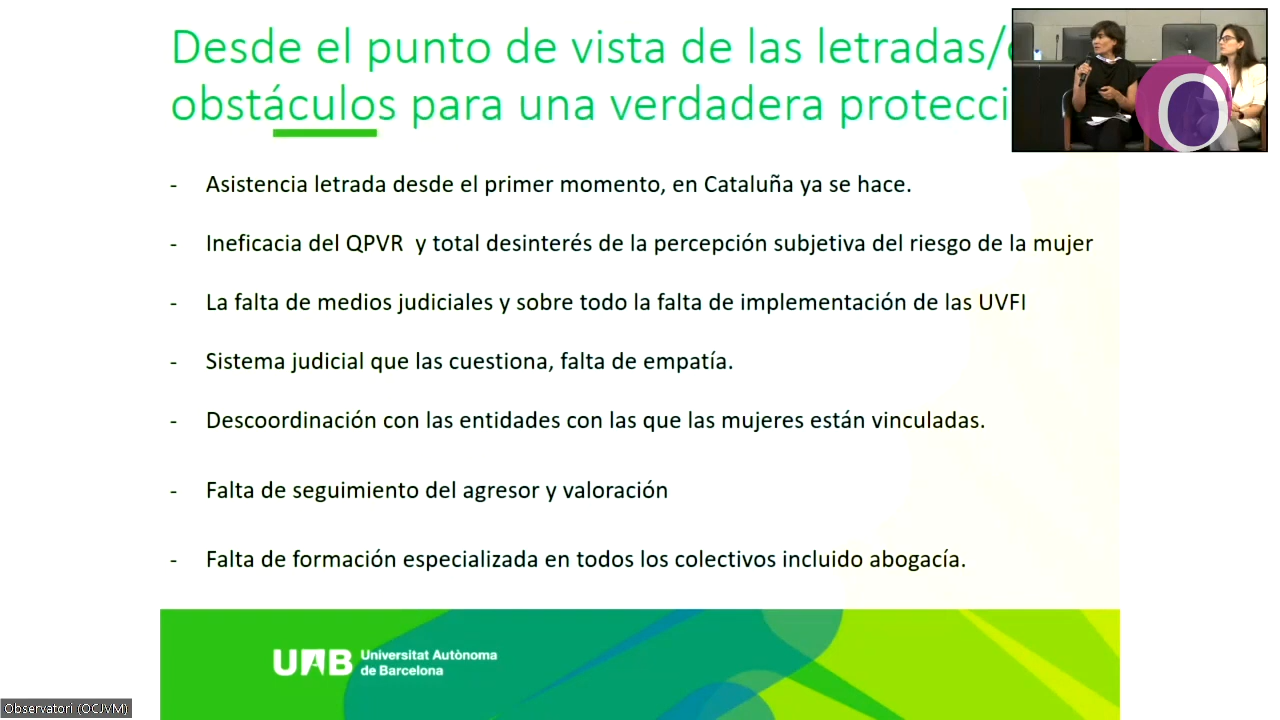 Desde el punto de vista de las letradas/
obstáculos para una verdadera protecci
- Asistencia letrada desde el primer momento, en Cataluña ya se hace.
- Ineficacia del QPVR y total desinterés de la percepción subjetiva del riesgo de la mujer
- La falta de medios judiciales y sobre todo la falta de implementación de las UVFI
- Sistema judicial que las cuestiona, falta de empatía.
- Descoordinación con las entidades con las que las mujeres están vinculadas.
- Falta de seguimiento del agresor y valoración
- Falta de formación especializada en todos los colectivos incluido abogacía.
UAB Universitat Autònoma
de Barcelona
Observatori (OCJVM)